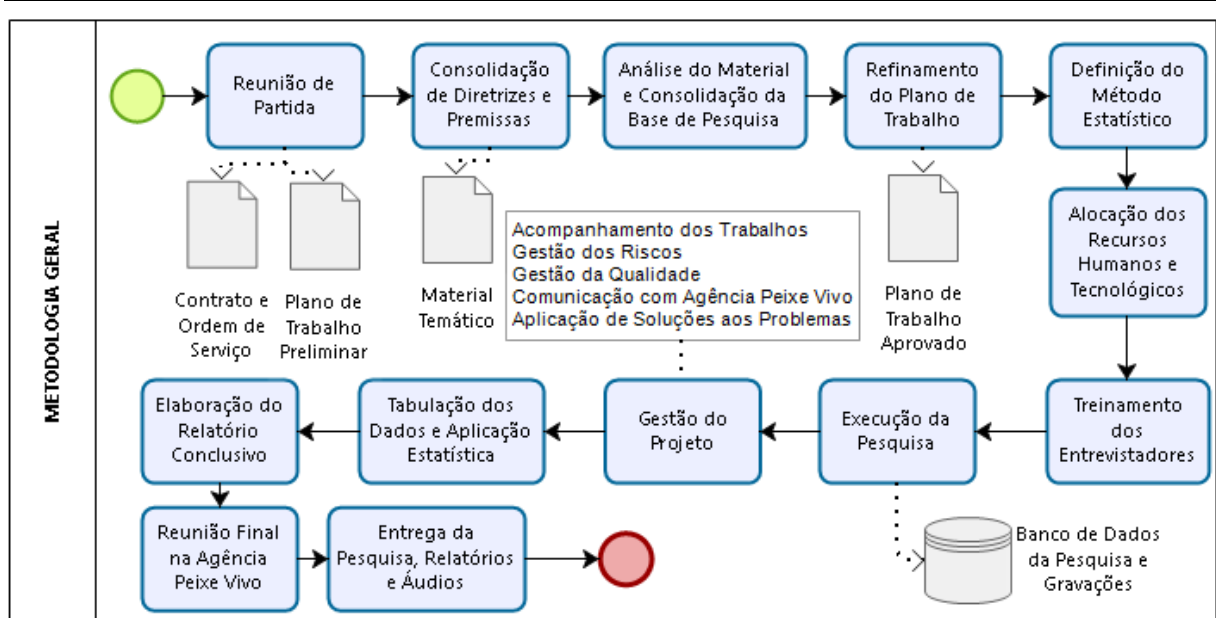 METODOLOGIA GERAL
Reunião de
Partida
Consolidação
de Diretrizes e
Premissas
Análise do Material
e Consolidação da
Base de Pesquisa
Refinamento
do Plano de
Trabalho
Definição do
Método
Estatístico
Contrato e
Ordem de
Serviço
Plano de
Trabalho
Preliminar
Material
Temático
Acompanhamento dos Trabalhos
Gestão dos Riscos
Gestão da Qualidade
Comunicação com Agência Peixe Vivo
Aplicação de Soluções aos Problemas
Plano de
Trabalho
Aprovado
Alocação dos
Recursos
Humanos e
Tecnológicos
Treinamento
dos
Entrevistadores
Execução da
Pesquisa
Banco de Dados
da Pesquisa e
Gravações
Gestão do
Projeto
Tabulação dos
Dados e Aplicação
Estatística
Elaboração do
Relatório
Conclusivo
Reunião Final
na Agência
Peixe Vivo
Entrega da
Pesquisa, Relatórios
e Áudios